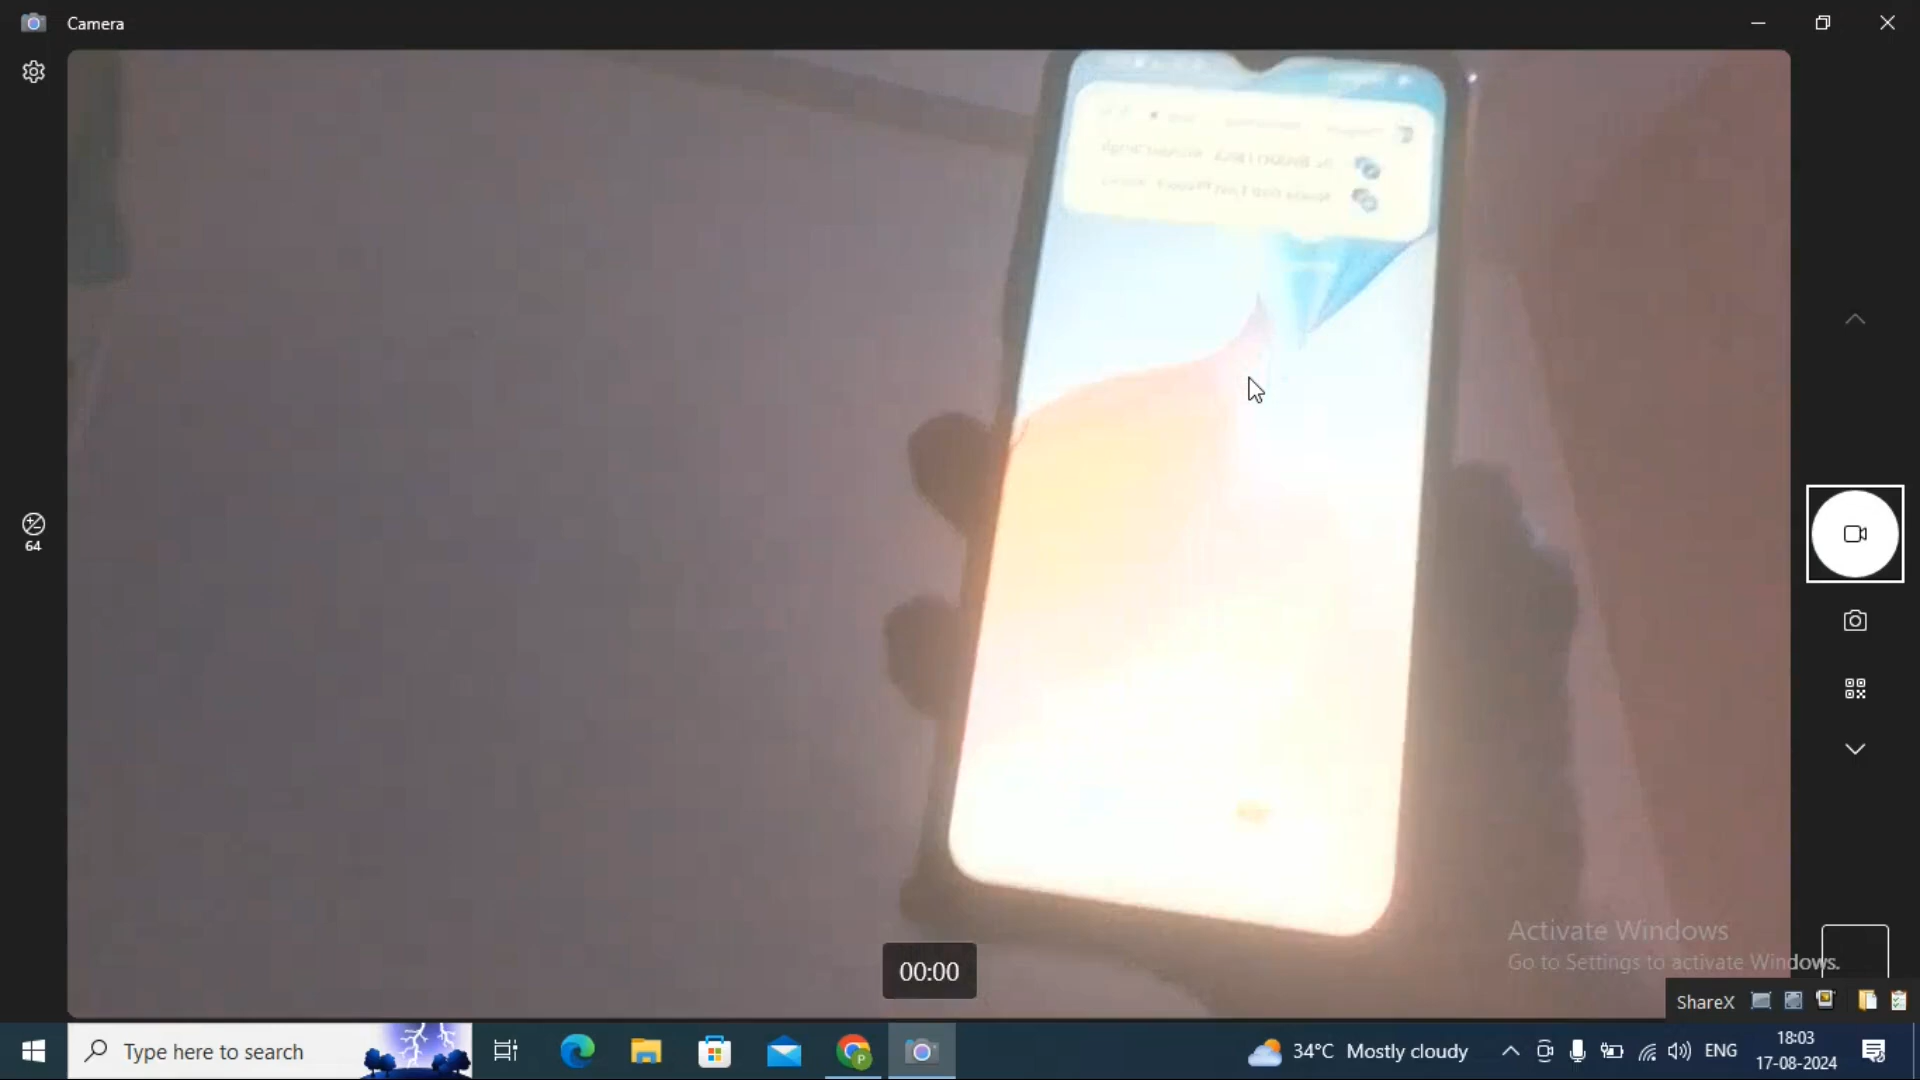 Camera
64
00:00
Activate Windows
Go to Settings to activate Windows.
ShareX
Type here to search
34°C Mostly cloudy
ENG
18:03
17-08-2024